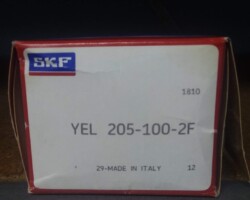 SKF
1810
YEL 205-100-2F
29-MADE IN ITALY 12